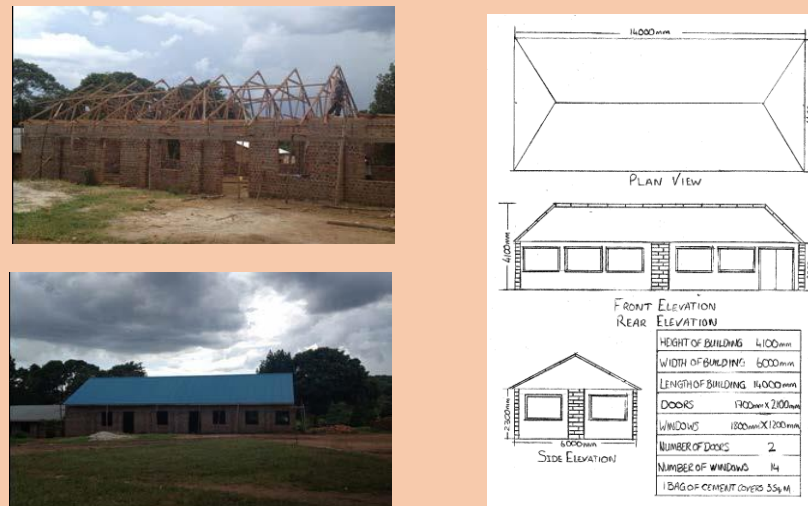 14000mm
PLAN VIEW
4100mm
FRONT ELEVATION
REAR ELEVATION
2300mm
6000mm
SIDE ELEVATION
HEIGHT OF BUILDING 4100mm
WIDTH OF BUILDING 6000mm
LENGTH OF BUILDING 14000mm
DOORS 1700mm X 2100mm
WINDOWS 1800mm X 1200mm
NUMBER OF DOORS 2
NUMBER OF WINDOWS 14
1 BAG OF CEMENT COVERS 3.5q.M